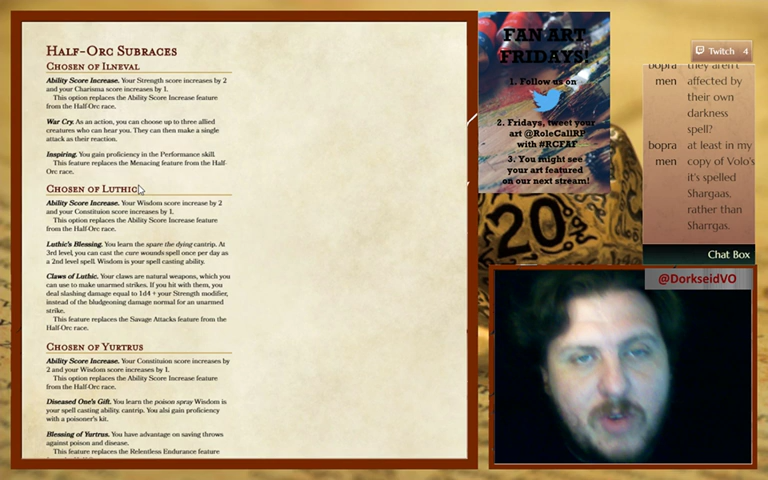 HALF-ORC SUBRACES
CHOSEN OF ILNEVAL
Ability Score Increase. Your Strength score increases by 2
and your Charisma score increases by 1.
This option replaces the Ability Score Increase feature
from the Half-Orc race.
War Cry. As an action, you can choose up to three allied
creatures who can hear you. They can then make a single
attack as their reaction.
Inspiring. You gain proficiency in the Performance skill.
This feature replaces the Menacing feature from the Half-
Orc race.
CHOSEN OF LUTHIC
Ability Score Increase. Your Wisdom score increase by 2
and your Constituion score increases by 1.
This option replaces the Ability Score Increase feature
from the Half-Orc race.
Luthic's Blessing. You learn the spare the dying cantrip. At
3rd level, you can cast the cure wounds spell once per day as
a 2nd level spell. Wisdom is your spell casting ability.
Claws of Luthic. Your claws are natural weapons, which you
can use to make unarmed strikes. If you hit with them, you
deal slashing damage equal to 1d4 + your Strength modifier,
instead of the bludgeoning damage normal for an unarmed
strike.
This feature replaces the Savage Attacks feature from the
Half-Orc race.
CHOSEN OF YURTRUS
Ability Score Increase. Your Constituion score increases by
2 and your Wisdom score increases by 1.
This option replaces the Ability Score Increase feature
from the Half-Orc race.
Diseased One's Gift. You learn the poison spray Wisdom is
your spell casting ability. cantrip. You alsi gain proficiency
with a poisoner's kit.
Blessing of Yurtrus. You have advantage on saving throws
against poison and disease.
This feature replaces the Relentless Endurance feature
FAN ART
FRIDAYS!
1. Follow us on
2. Fridays, tweet your
art @RoleCallRP
with #RCFAF
3. You might see
your art featured
on our next stream!
20
Twitch 4
bopra they aren't
men affected by
their own
darkness
spell?
bopra at least in my
men copy of Volo's
it's spelled
Shargaas,
rather than
Sharrgas.
Chat Box
@DorkseidVO